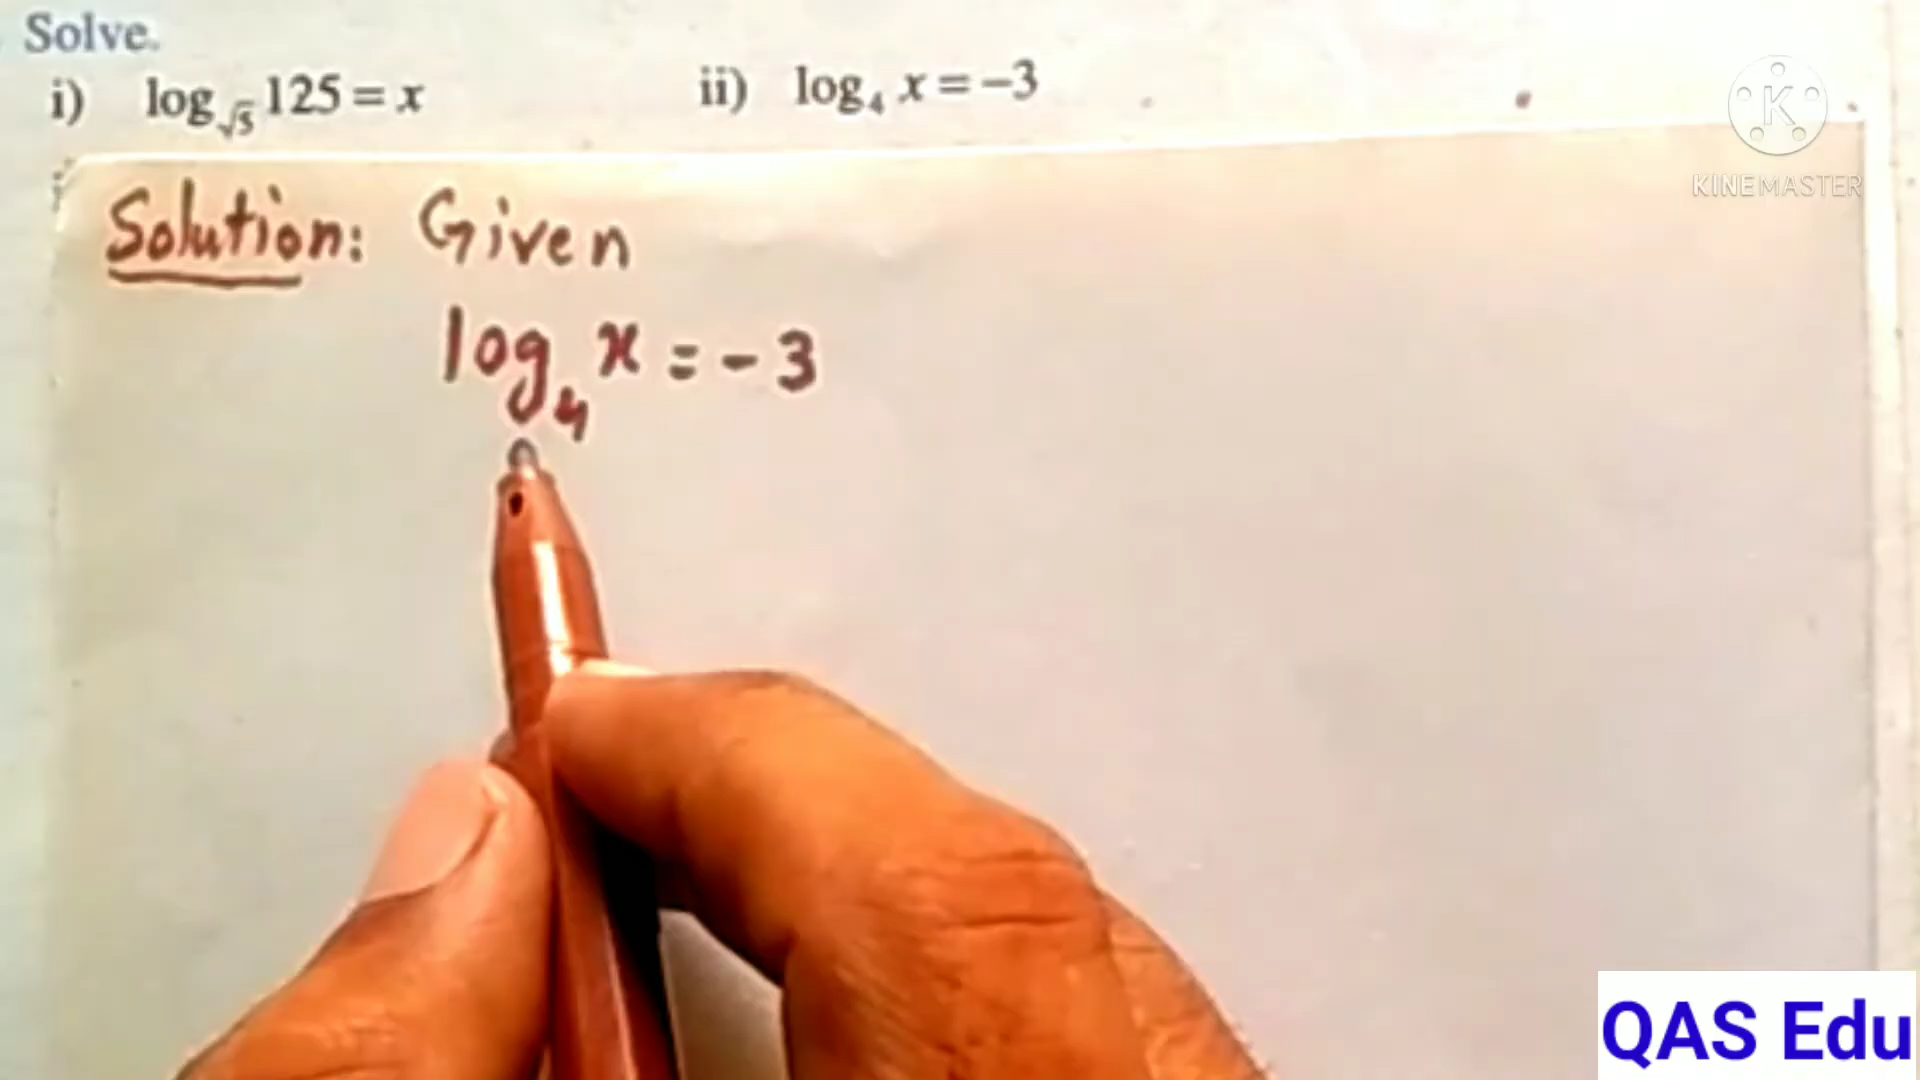 Solve.
i) log√5 125 = x
ii) log4 x = -3
KINEMASTER
Solution: Given
log4 x = -3
QAS Edu